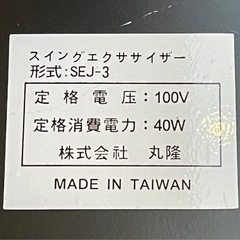 スイングエクササイザー
形式:SEJ-3
定格電圧:100V
定格消費電力:40W
株式会社 丸隆
MADE IN TAIWAN